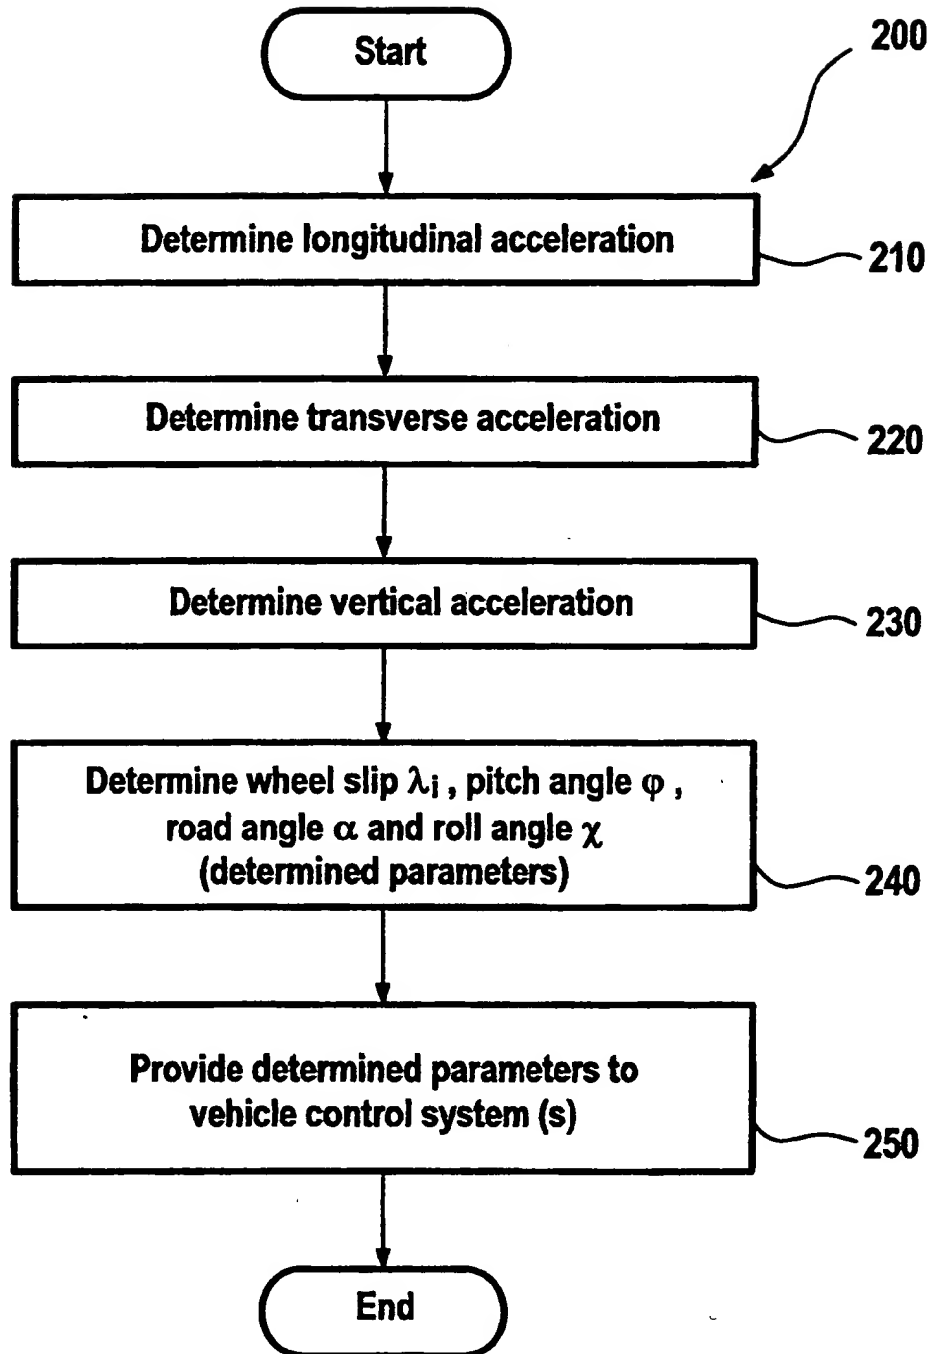 Start
200
Determine longitudinal acceleration
210
Determine transverse acceleration
220
Determine vertical acceleration
230
Determine wheel slip λi , pitch angle φ ,
road angle α and roll angle χ
(determined parameters)
240
Provide determined parameters to
vehicle control system (s)
250
End